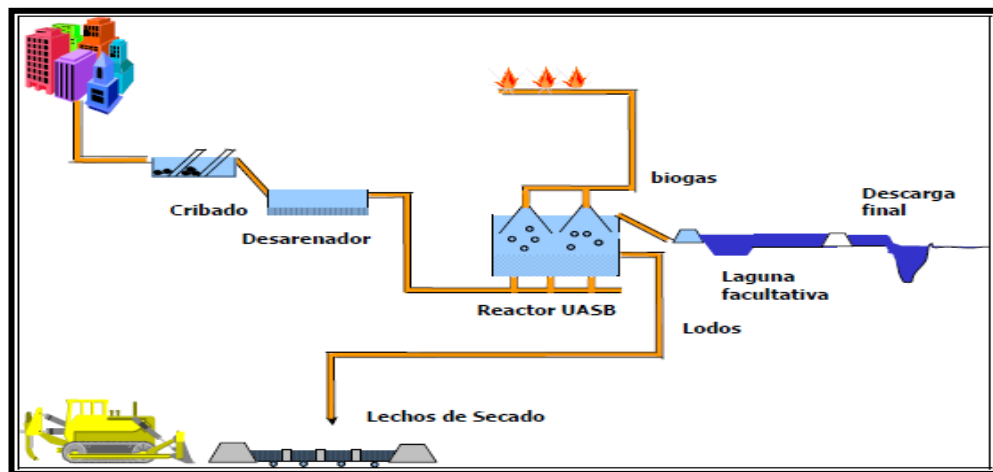 biogas
Descarga
final
Cribado
Desarenador
Laguna
facultativa
Reactor UASB
Lodos
Lechos de Secado